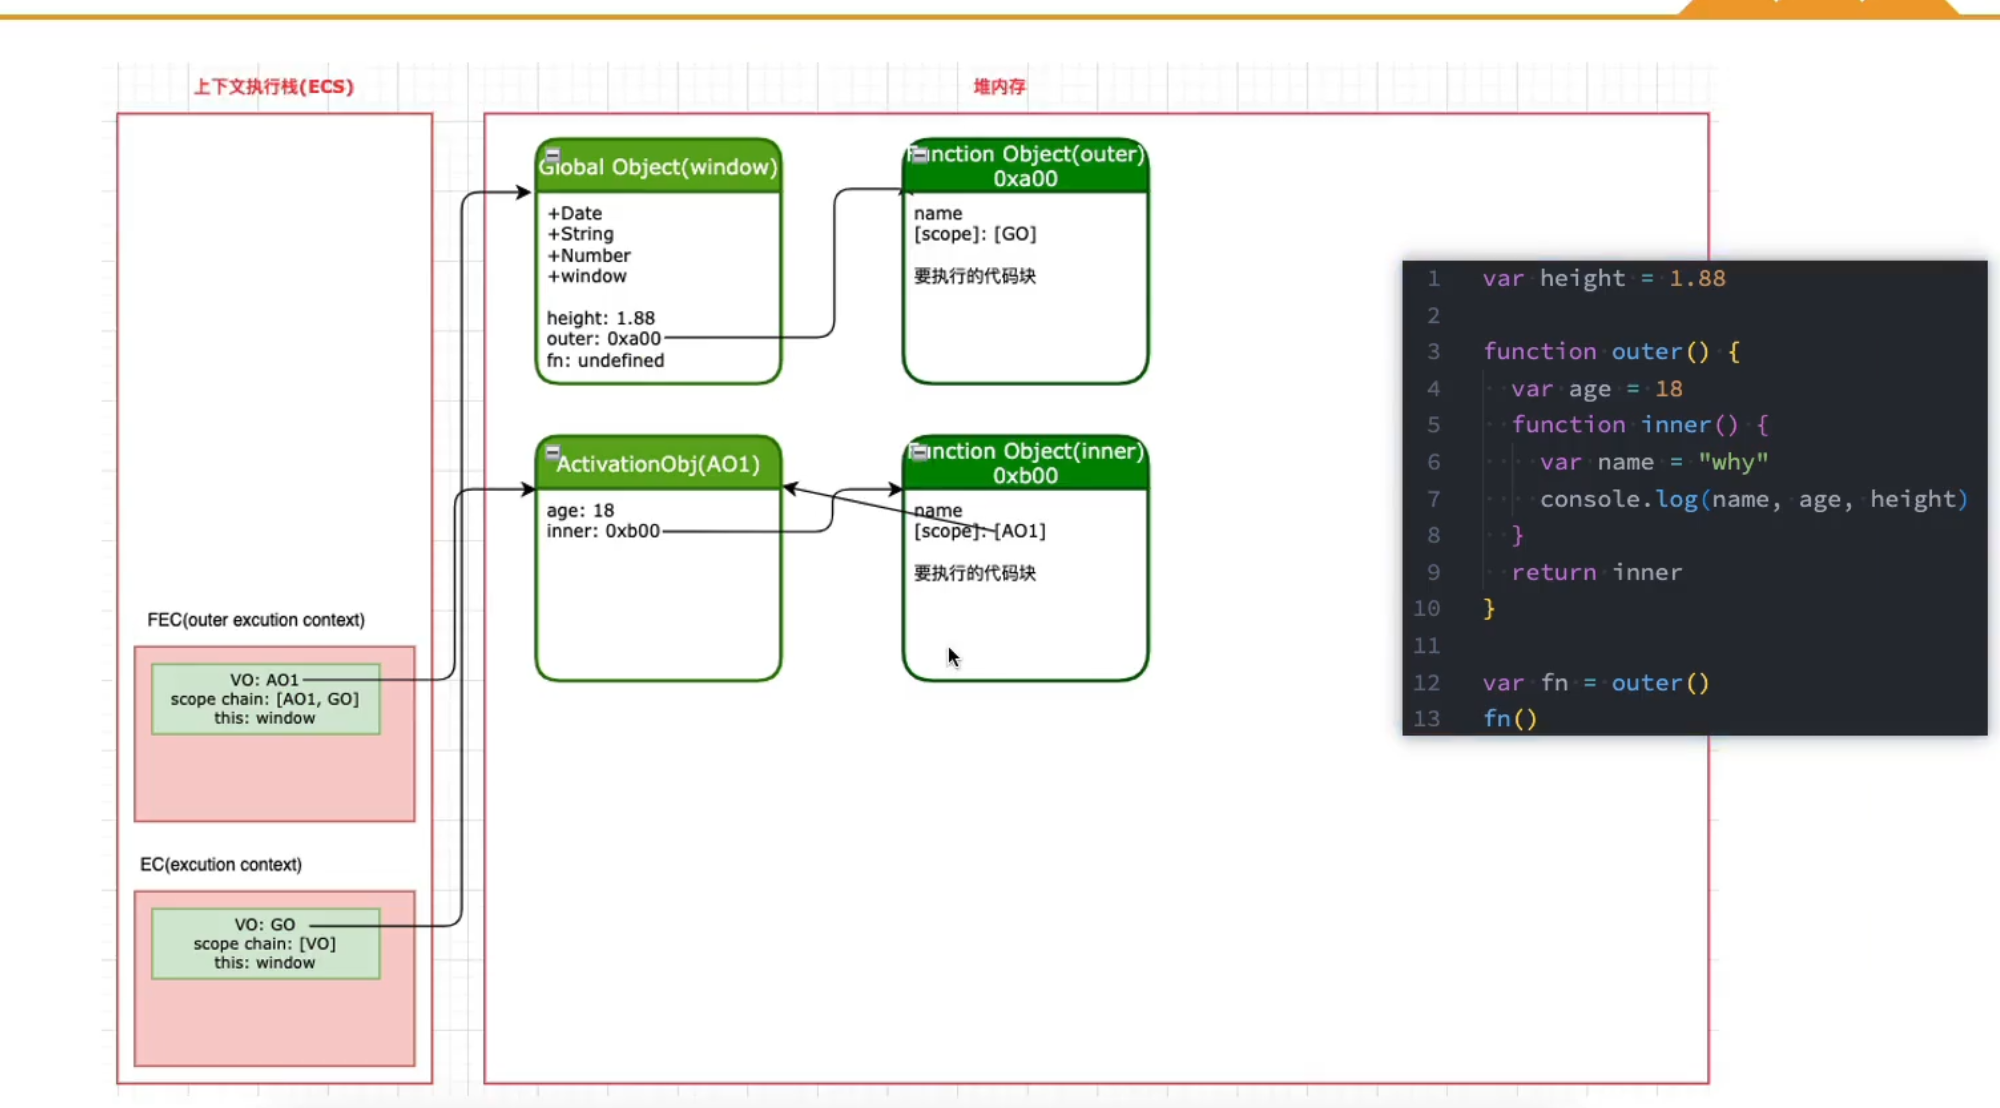 上下文执行栈(ECS)
堆内存
Global Object(window)
+Date
+String
+Number
+window
height: 1.88
outer: 0xa00
fn: undefined
Function Object(outer)
0xa00
name
[scope]: [GO]
要执行的代码块
ActivationObj(AO1)
age: 18
inner: 0xb00
Function Object(inner)
0xb00
name
[scope]: [AO1]
要执行的代码块
FEC(outer excution context)
VO: AO1
scope chain: [AO1, GO]
this: window
EC(excution context)
VO: GO
scope chain: [VO]
this: window
1 var height = 1.88
2
3 function outer() {
4 var age = 18
5 function inner() {
6 var name = "why"
7 console.log(name, age, height)
8 }
9 return inner
10 }
11
12 var fn = outer()
13 fn()